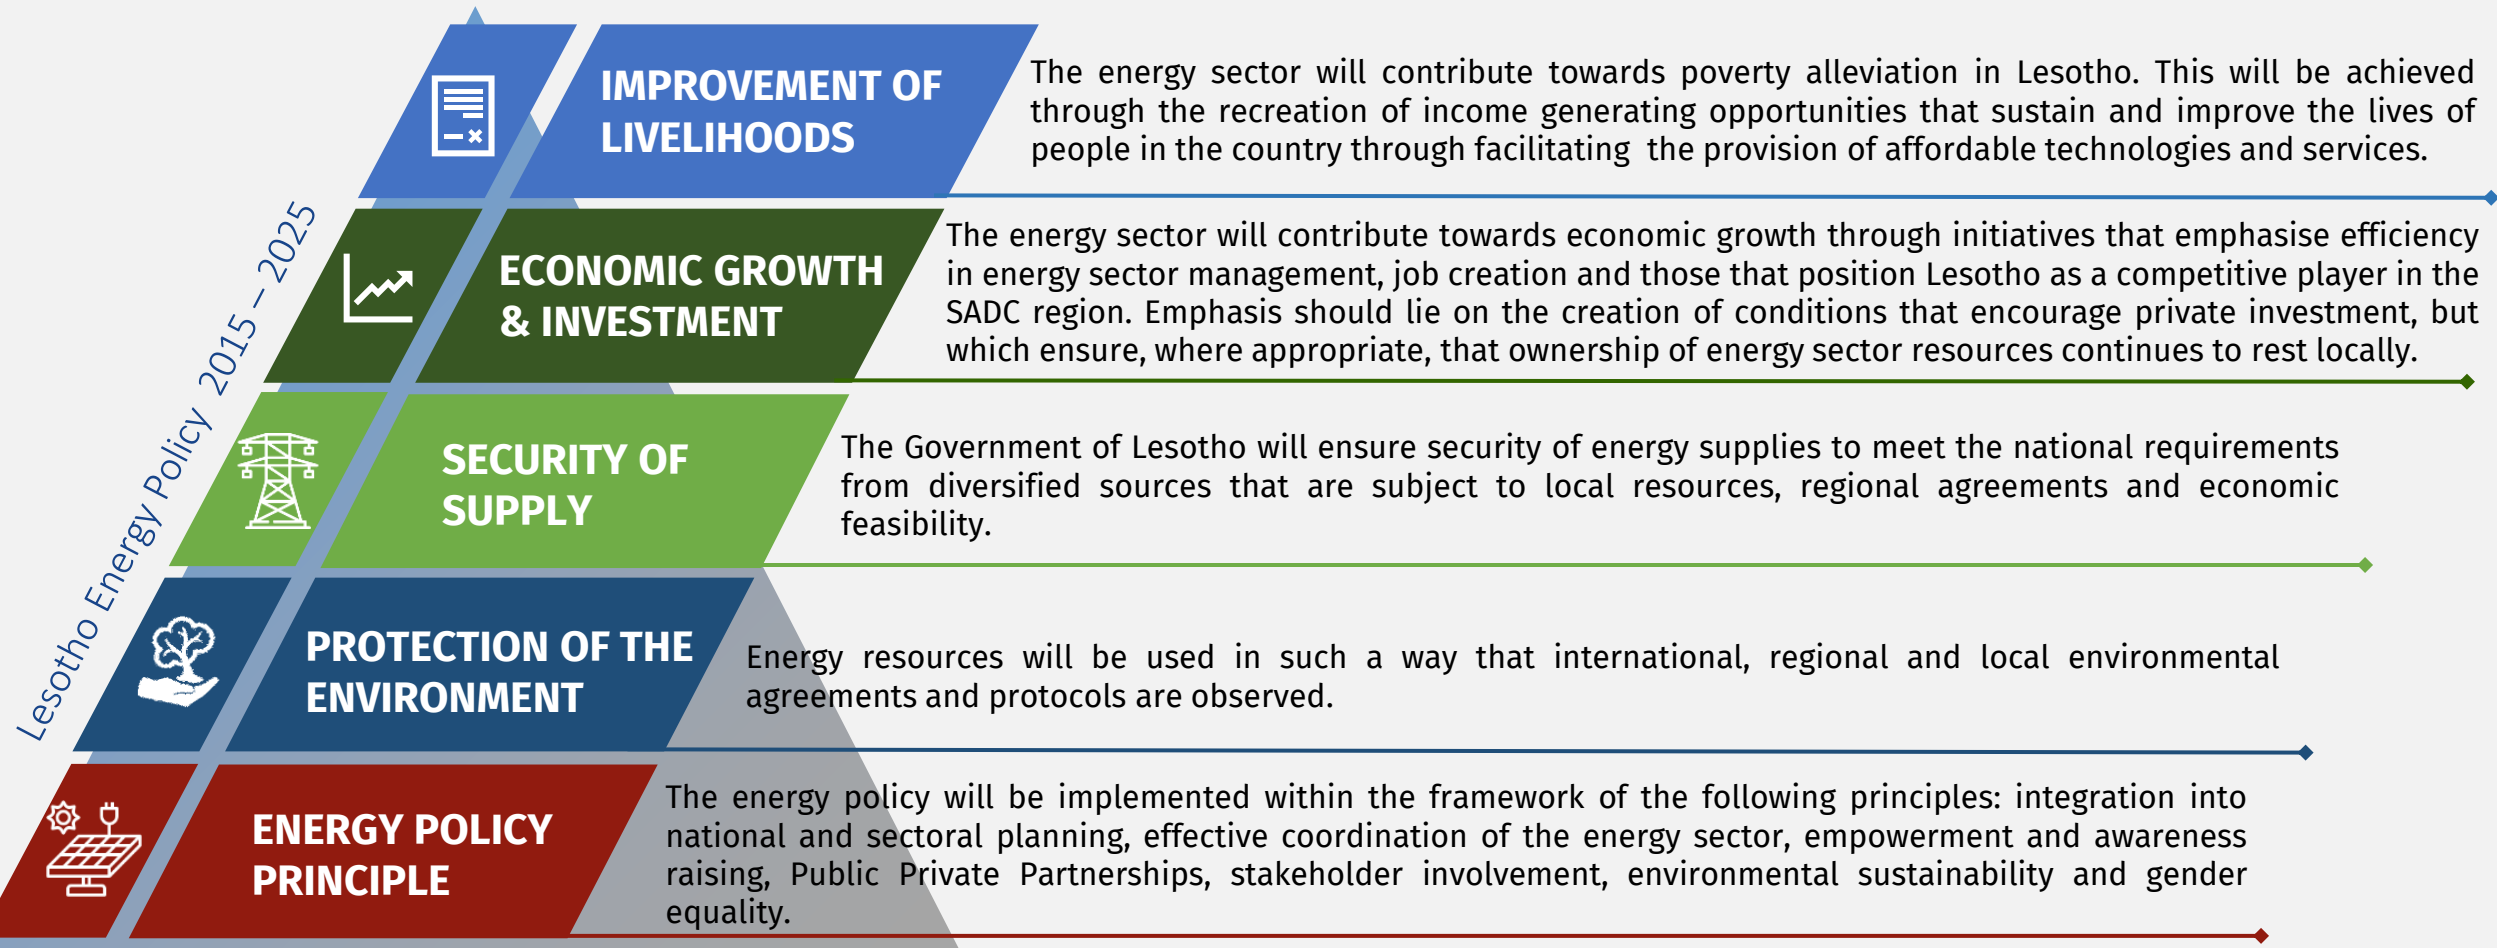 Lesotho Energy Policy 2015 – 2025
IMPROVEMENT OF
LIVELIHOODS
The energy sector will contribute towards poverty alleviation in Lesotho. This will be achieved
through the recreation of income generating opportunities that sustain and improve the lives of
people in the country through facilitating the provision of affordable technologies and services.
ECONOMIC GROWTH
& INVESTMENT
The energy sector will contribute towards economic growth through initiatives that emphasise efficiency
in energy sector management, job creation and those that position Lesotho as a competitive player in the
SADC region. Emphasis should lie on the creation of conditions that encourage private investment, but
which ensure, where appropriate, that ownership of energy sector resources continues to rest locally.
SECURITY OF
SUPPLY
The Government of Lesotho will ensure security of energy supplies to meet the national requirements
from diversified sources that are subject to local resources, regional agreements and economic
feasibility.
PROTECTION OF THE
ENVIRONMENT
Energy resources will be used in such a way that international, regional and local environmental
agreements and protocols are observed.
ENERGY POLICY
PRINCIPLE
The energy policy will be implemented within the framework of the following principles: integration into
national and sectoral planning, effective coordination of the energy sector, empowerment and awareness
raising, Public Private Partnerships, stakeholder involvement, environmental sustainability and gender
equality.